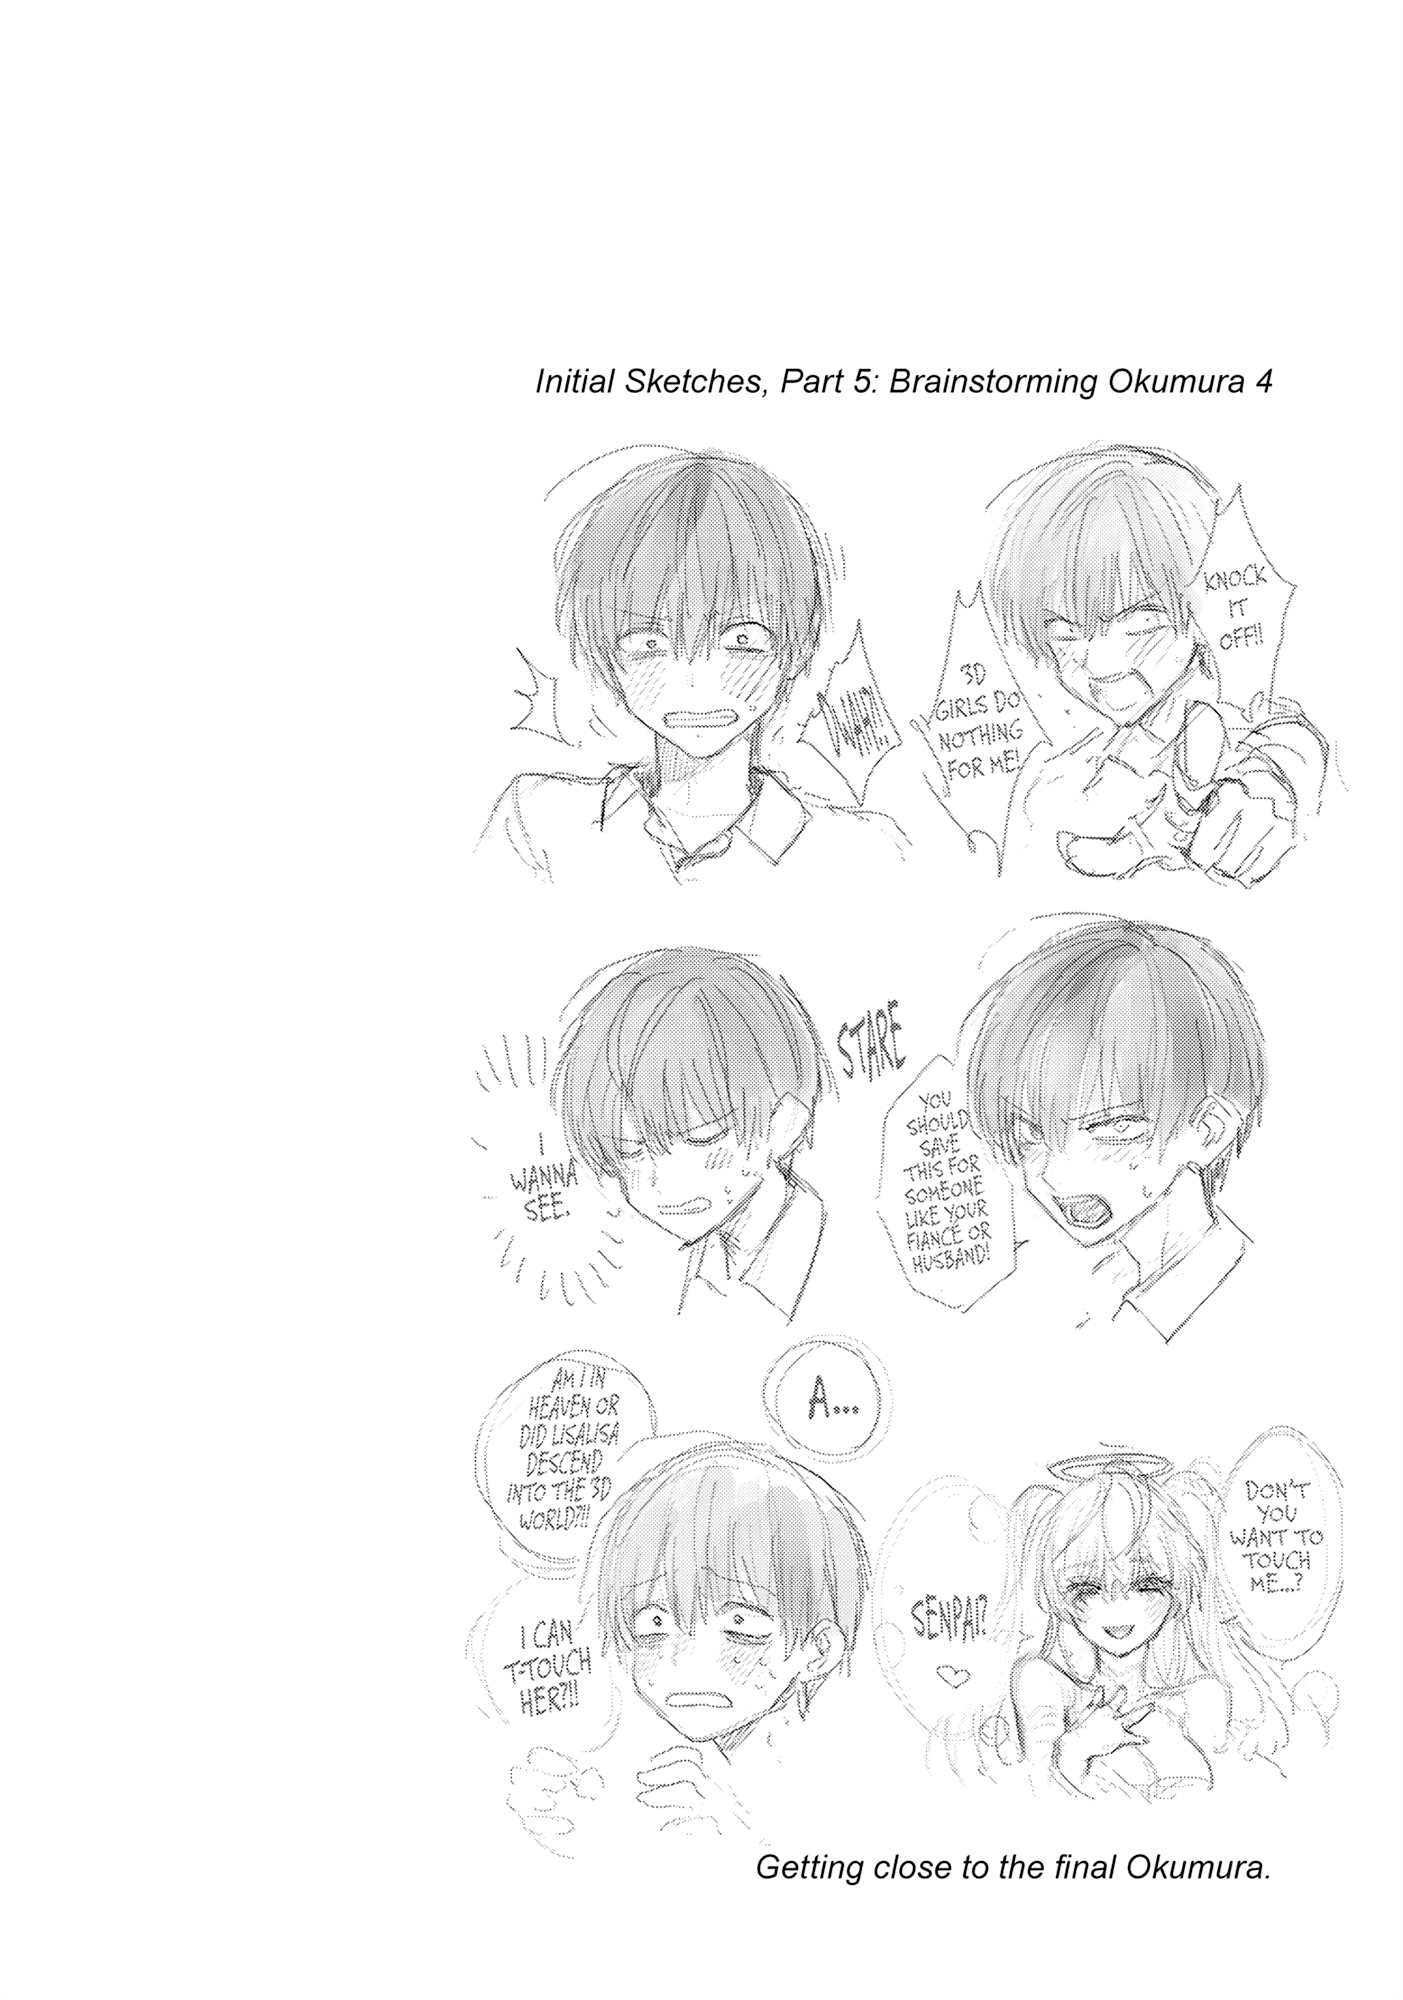 Initial Sketches, Part 5: Brainstorming Okumura 4
KNOCK
IT
OFF!!
3D
GIRLS DO
NOTHING
FOR ME!
WAH?!
STARE
YOU
SHOULD
SAVE
THIS FOR
SOMEONE
LIKE YOUR
FIANCÉ OR
HUSBAND!
I
WANNA
SEE.
A...
AM I IN
HEAVEN OR
DID LISALISA
DESCEND
INTO THE 3D
WORLD?!!
I CAN
T-TOUCH
HER?!!
DON'T
YOU
WANT TO
TOUCH
ME...?
SENPAI?
Getting close to the final Okumura.